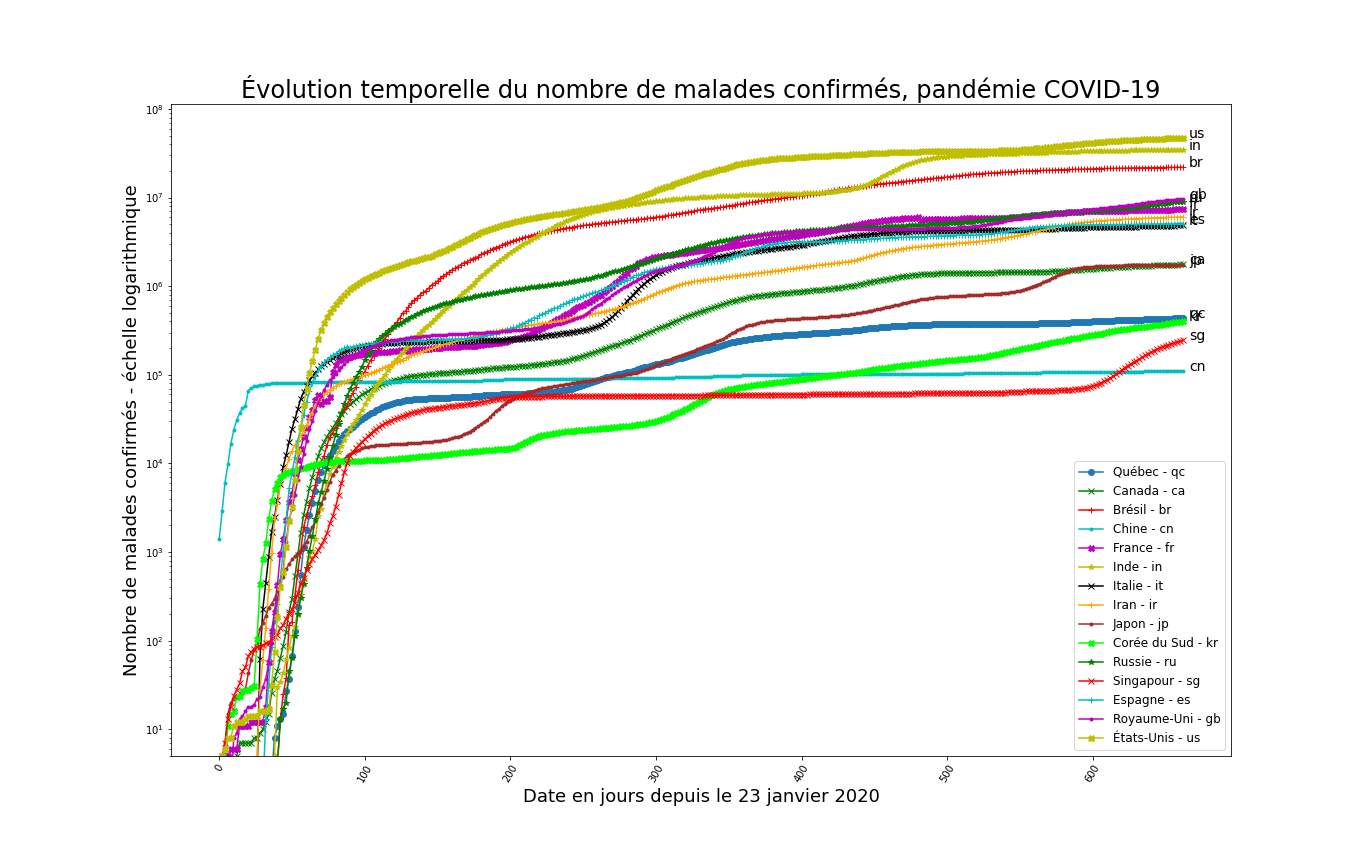 Évolution temporelle du nombre de malades confirmés, pandémie COVID-19
Nombre de malades confirmés - échelle logarithmique
10⁸
10⁷
10⁶
10⁵
10⁴
10³
10²
10¹
us
in
br
gb
es
ca
jp
qc
kr
sg
cn
Québec - qc
Canada - ca
Brésil - br
Chine - cn
France - fr
Inde - in
Italie - it
Iran - ir
Japon - jp
Corée du Sud - kr
Russie - ru
Singapour - sg
Espagne - es
Royaume-Uni - gb
États-Unis - us
0
100
200
300
400
500
600
Date en jours depuis le 23 janvier 2020